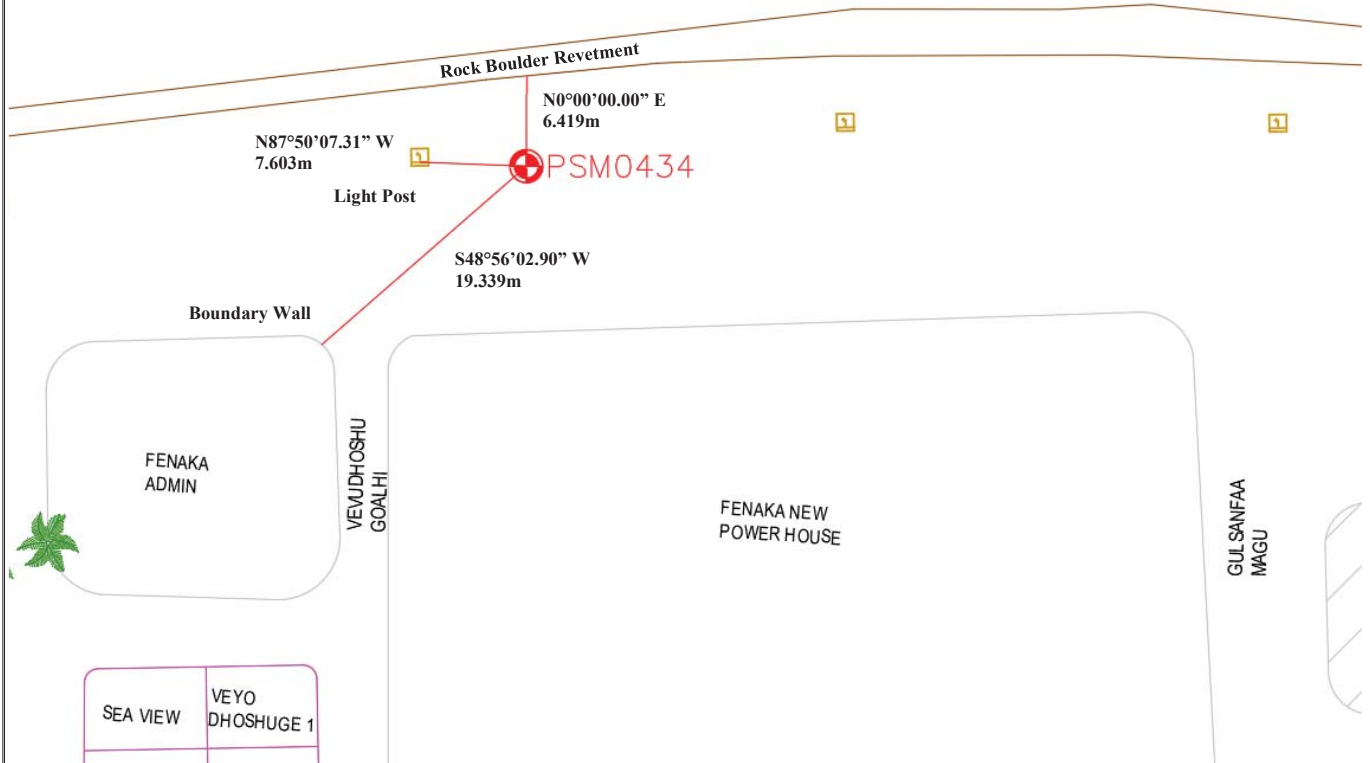 Rock Boulder Revetment
N0°00’00.00” E
6.419m
N87°50’07.31” W
7.603m
PSM0434
Light Post
S48°56’02.90” W
19.339m
Boundary Wall
FENAKA
ADMIN
VEVUDHOSHU
GOALHI
FENAKA NEW
POWER HOUSE
GULSANFAA
MAGU
SEA VIEW
VEYO
DHOSHUGE 1